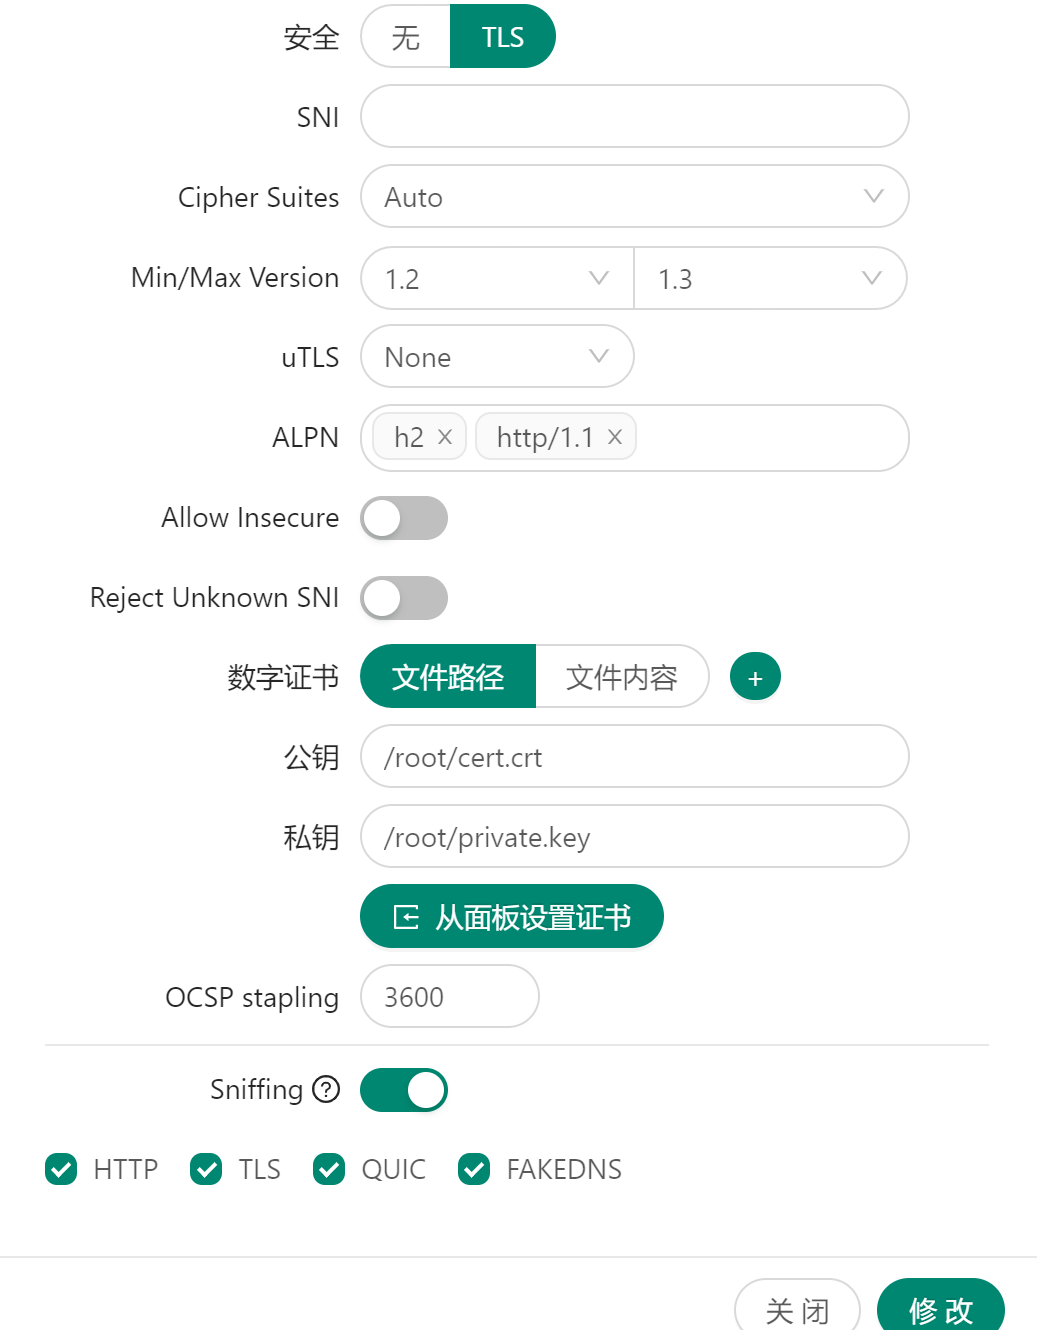 安全 无 TLS
SNI
Cipher Suites Auto
Min/Max Version 1.2 1.3
uTLS None
ALPN h2 http/1.1
Allow Insecure
Reject Unknown SNI
数字证书 文件路径 文件内容 +
公钥 /root/cert.crt
私钥 /root/private.key
从面板设置证书
OCSP stapling 3600
Sniffing ?
HTTP TLS QUIC FAKEDNS
关 闭 修 改